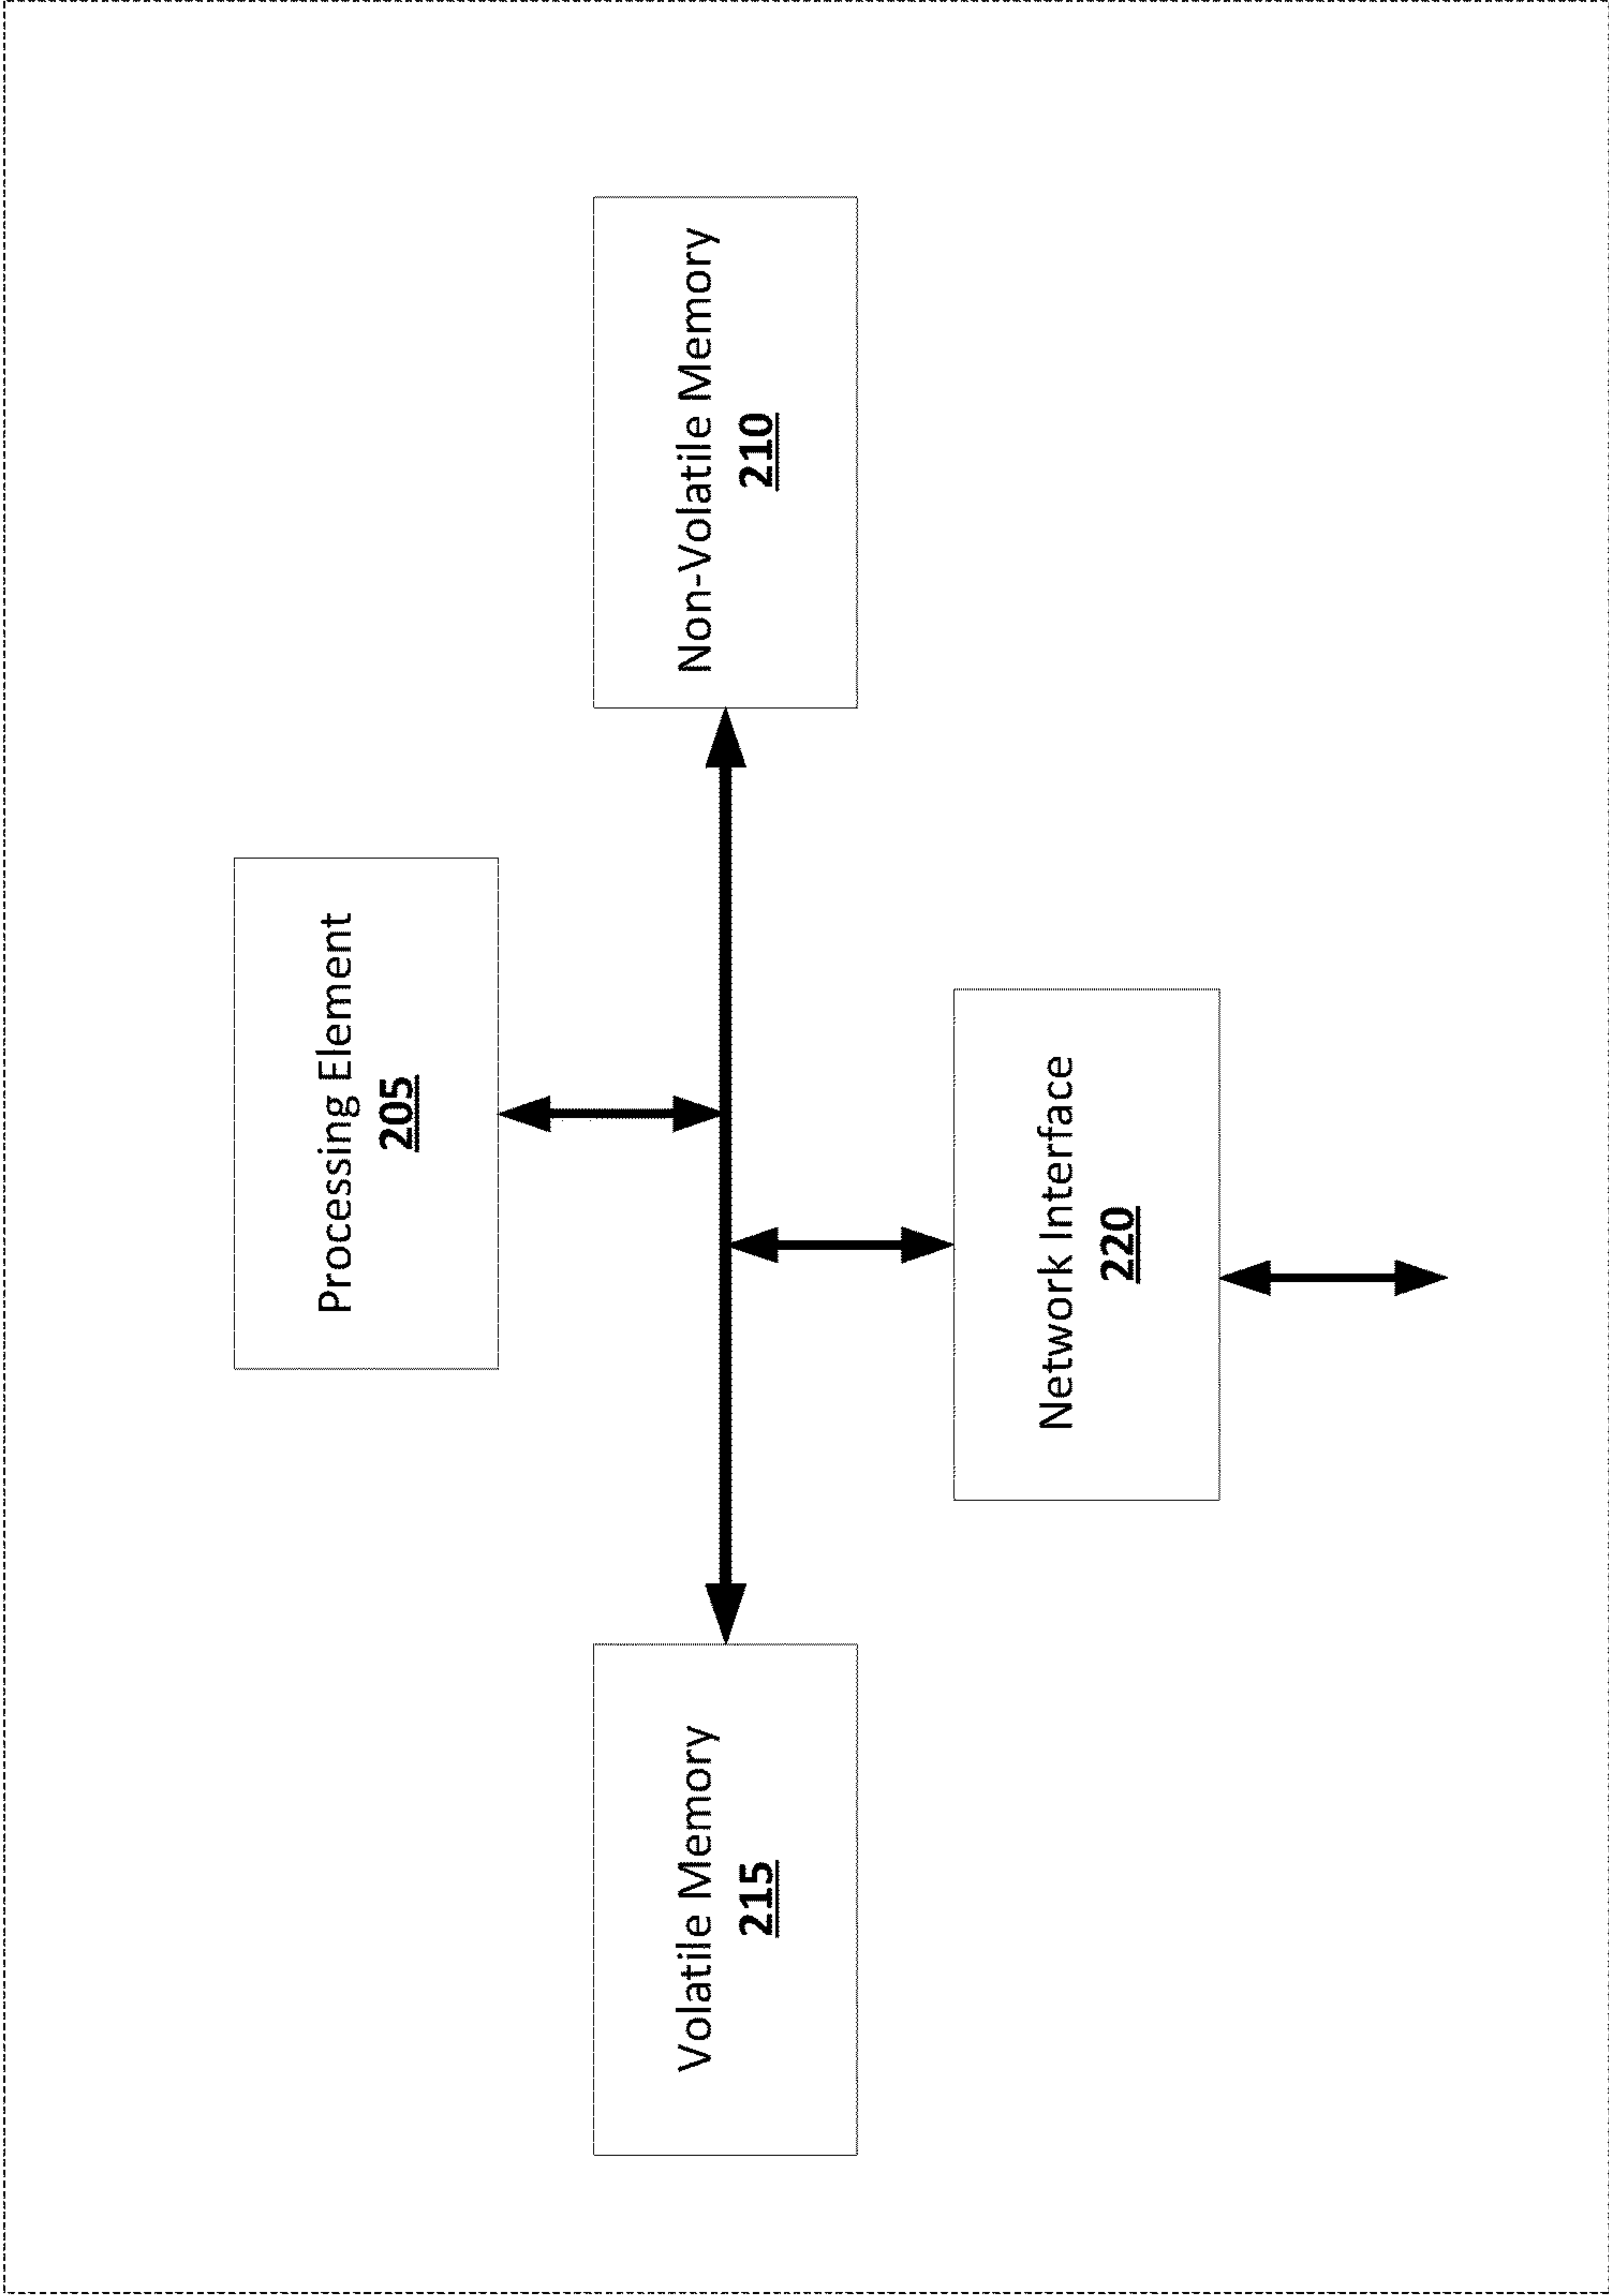 Processing Element
205
Volatile Memory
215
Non-Volatile Memory
210
Network Interface
220